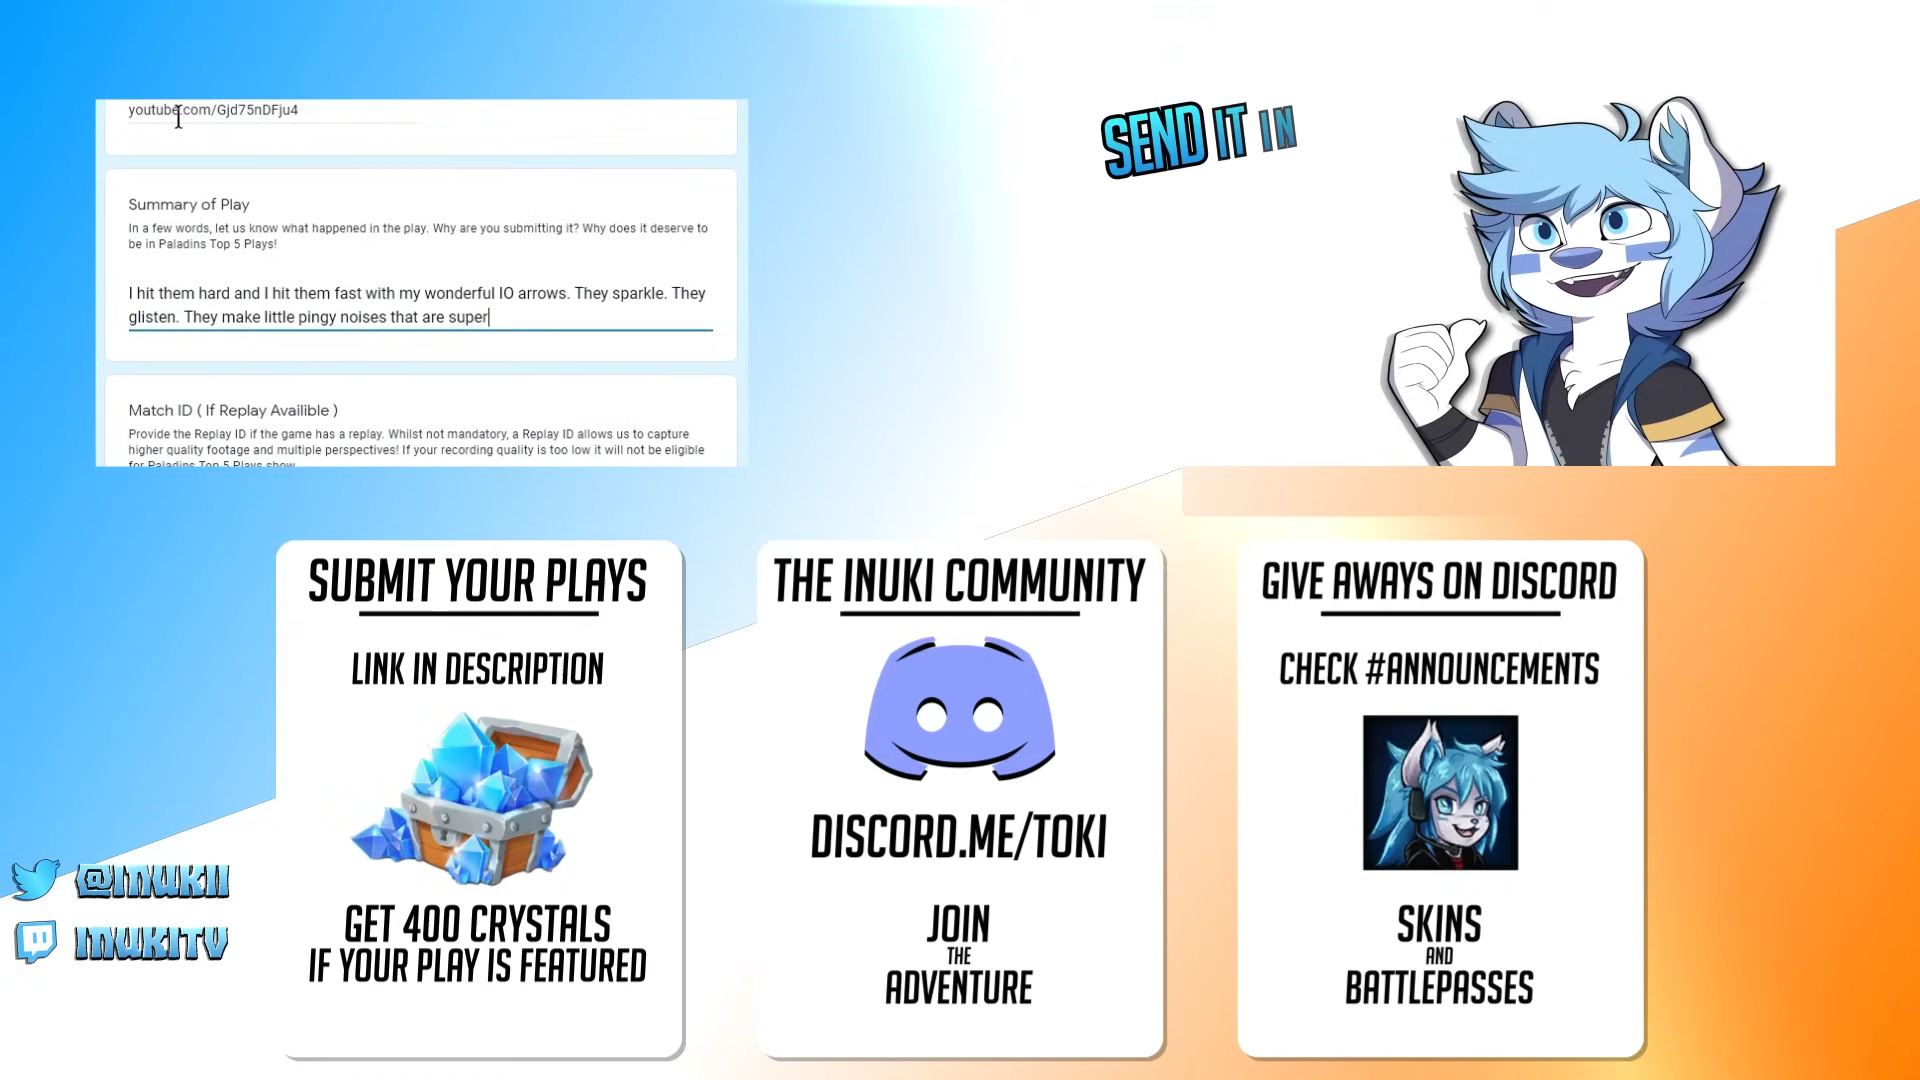 youtube.com/Gjd75nDFju4
Summary of Play
In a few words, let us know what happened in the play. Why are you submitting it? Why does it deserve to
be in Paladins Top 5 Plays!
I hit them hard and I hit them fast with my wonderful IO arrows. They sparkle. They
glisten. They make little pingy noises that are super
Match ID ( If Replay Availible )
Provide the Replay ID if the game has a replay. Whilst not mandatory, a Replay ID allows us to capture
higher quality footage and multiple perspectives! If your recording quality is too low it will not be eligible
for Paladins Top 5 Plays show
SEND IT IN
SUBMIT YOUR PLAYS
LINK IN DESCRIPTION
GET 400 CRYSTALS
IF YOUR PLAY IS FEATURED
THE INUKI COMMUNITY
DISCORD.ME/TOKI
JOIN
THE
ADVENTURE
GIVE AWAYS ON DISCORD
CHECK #ANNOUNCEMENTS
SKINS
AND
BATTLEPASSES
@INUKII
INUKITV